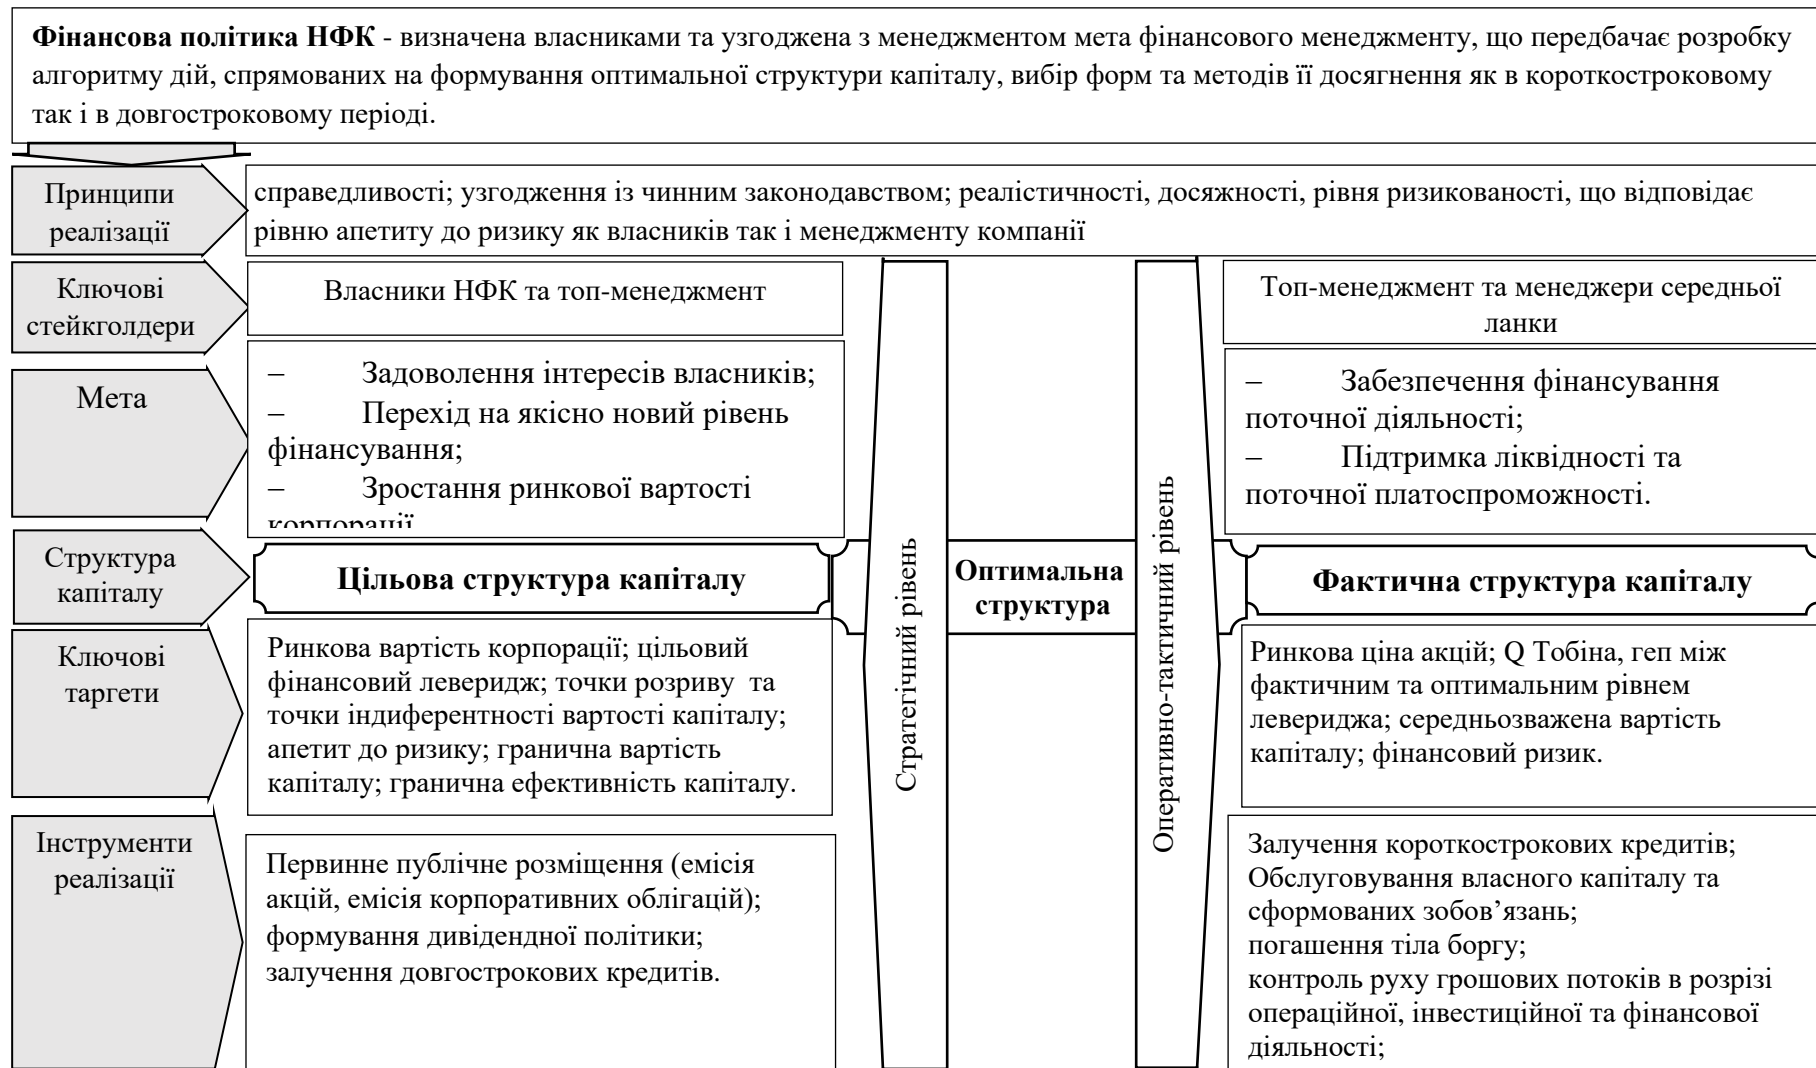 Фінансова політика НФК - визначена власниками та узгоджена з менеджментом мета фінансового менеджменту, що передбачає розробку
алгоритму дій, спрямованих на формування оптимальної структури капіталу, вибір форм та методів її досягнення як в короткостроковому
так і в довгостроковому періоді.
Принципи
реалізації
справедливості; узгодження із чинним законодавством; реалістичності, досяжності, рівня ризикованості, що відповідає
рівню апетиту до ризику як власників так і менеджменту компанії
Ключові
стейкголдери
Власники НФК та топ-менеджмент
Топ-менеджмент та менеджери середньої
ланки
Мета
– Задоволення інтересів власників;
– Перехід на якісно новий рівень
фінансування;
– Зростання ринкової вартості
корпорації
– Забезпечення фінансування
поточної діяльності;
– Підтримка ліквідності та
поточної платоспроможності.
Стратегічний рівень
Оперативно-тактичний рівень
Структура
капіталу
Цільова структура капіталу
Оптимальна
структура
Фактична структура капіталу
Ключові
таргети
Ринкова вартість корпорації; цільовий
фінансовий леверидж; точки розриву та
точки індиферентності вартості капіталу;
апетит до ризику; гранична вартість
капіталу; гранична ефективність капіталу.
Ринкова ціна акцій; Q Тобіна, геп між
фактичним та оптимальним рівнем
левериджа; середньозважена вартість
капіталу; фінансовий ризик.
Інструменти
реалізації
Первинне публічне розміщення (емісія
акцій, емісія корпоративних облігацій);
формування дивідендної політики;
залучення довгострокових кредитів.
Залучення короткострокових кредитів;
Обслуговування власного капіталу та
сформованих зобов’язань;
погашення тіла боргу;
контроль руху грошових потоків в розрізі
операційної, інвестиційної та фінансової
діяльності;